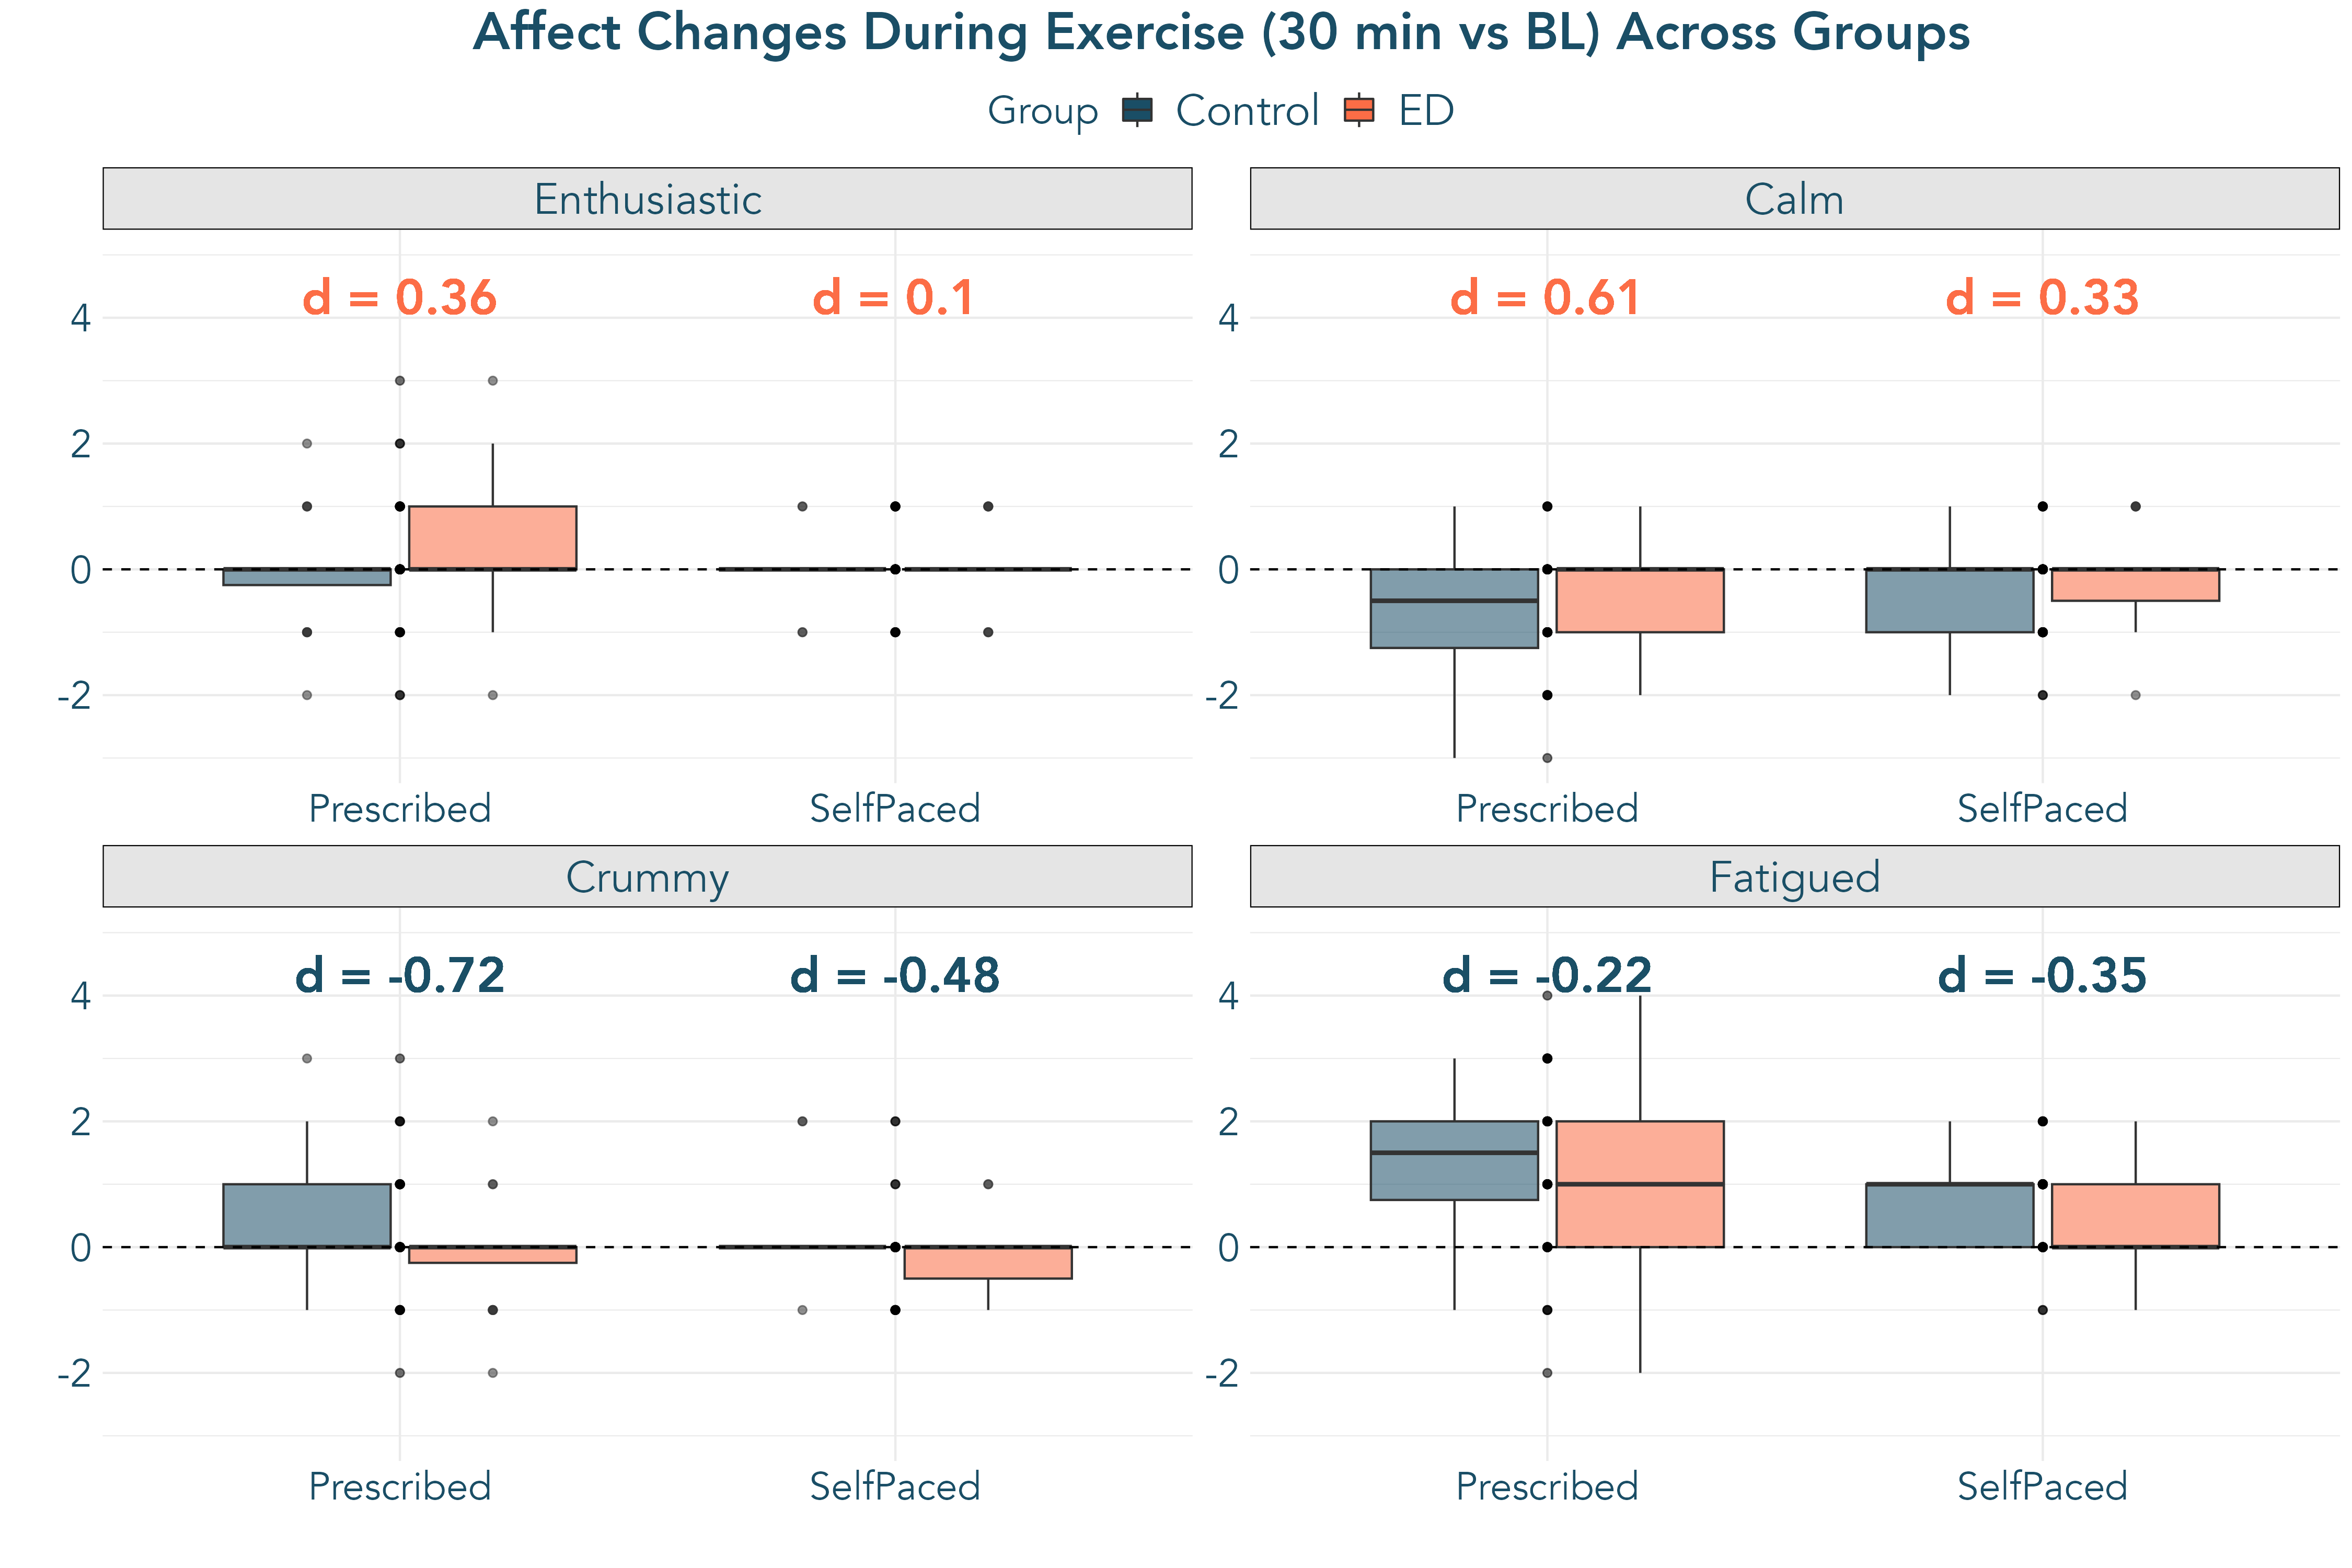 Affect Changes During Exercise (30 min vs BL) Across Groups
Group Control ED
Enthusiastic
d = 0.36 d = 0.1
4
2
0
-2
Prescribed SelfPaced
Calm
d = 0.61 d = 0.33
4
2
0
-2
Prescribed SelfPaced
Crummy
d = -0.72 d = -0.48
4
2
0
-2
Prescribed SelfPaced
Fatigued
d = -0.22 d = -0.35
4
2
0
-2
Prescribed SelfPaced